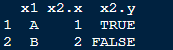 x1 x2.x x2.y
1 A 1 TRUE
2 B 2 FALSE